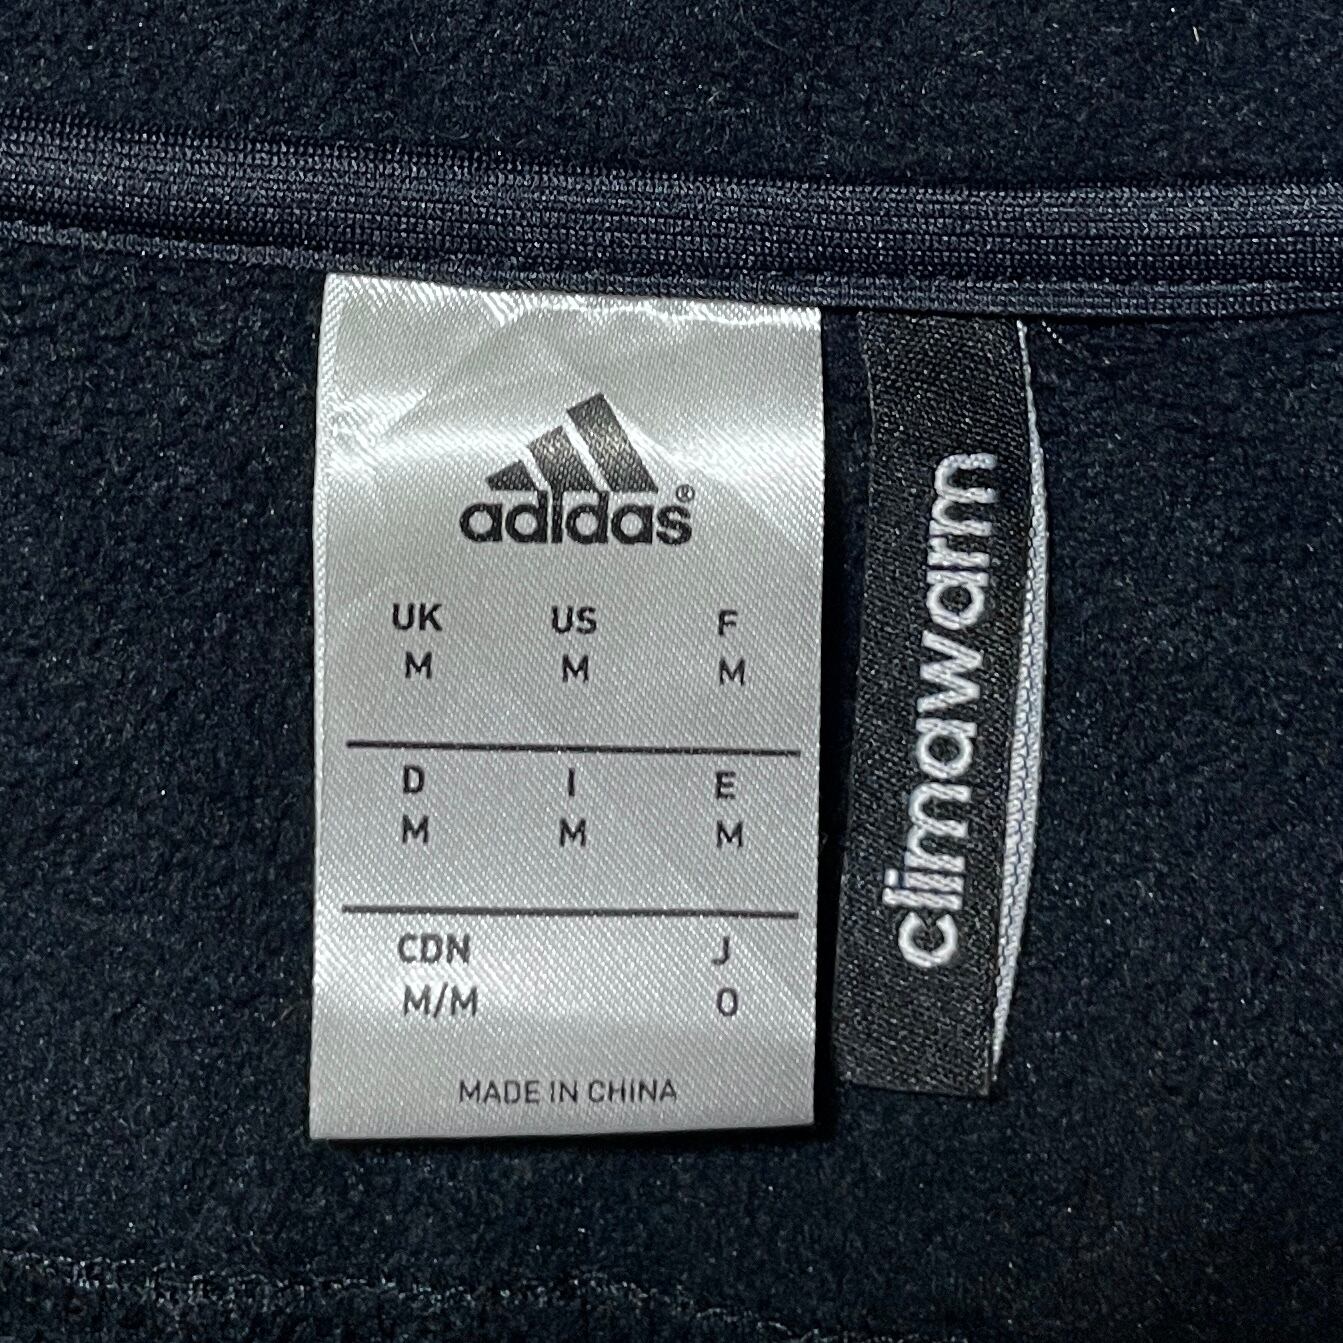 adidas®
UK US F
M M M
D I E
M M M
CDN J
M/M O
MADE IN CHINA
climawarm